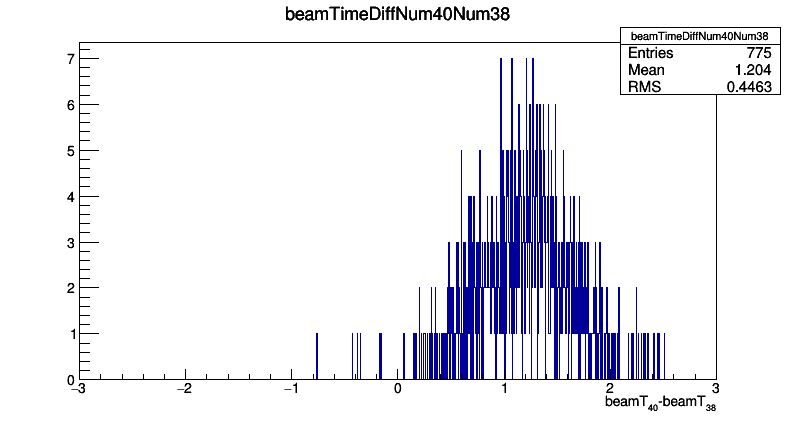 beamTimeDiffNum40Num38
beamTimeDiffNum40Num38
Entries 775
Mean 1.204
RMS 0.4463
7
6
5
4
3
2
1
0
−3 −2 −1 0 1 2 3
beamT40-beamT38